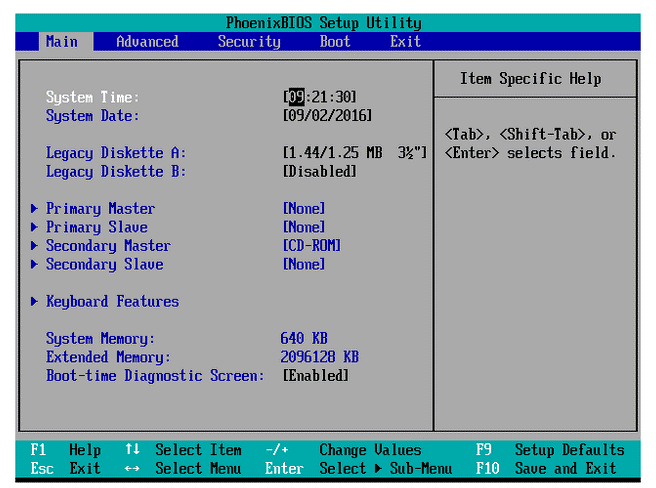 PhoenixBIOS Setup Utility
Main Advanced Security Boot Exit
Item Specific Help
System Time: [09:21:30]
System Date: [09/02/2016]
<Tab>, <Shift-Tab>, or
<Enter> selects field.
Legacy Diskette A: [1.44/1.25 MB 3½"]
Legacy Diskette B: [Disabled]
Primary Master [None]
Primary Slave [None]
Secondary Master [CD-ROM]
Secondary Slave [None]
Keyboard Features
System Memory: 640 KB
Extended Memory: 2096128 KB
Boot-time Diagnostic Screen: [Enabled]
F1 Help ↑↓ Select Item -/+ Change Values F9 Setup Defaults
Esc Exit ↔ Select Menu Enter Select ▶ Sub-Menu F10 Save and Exit